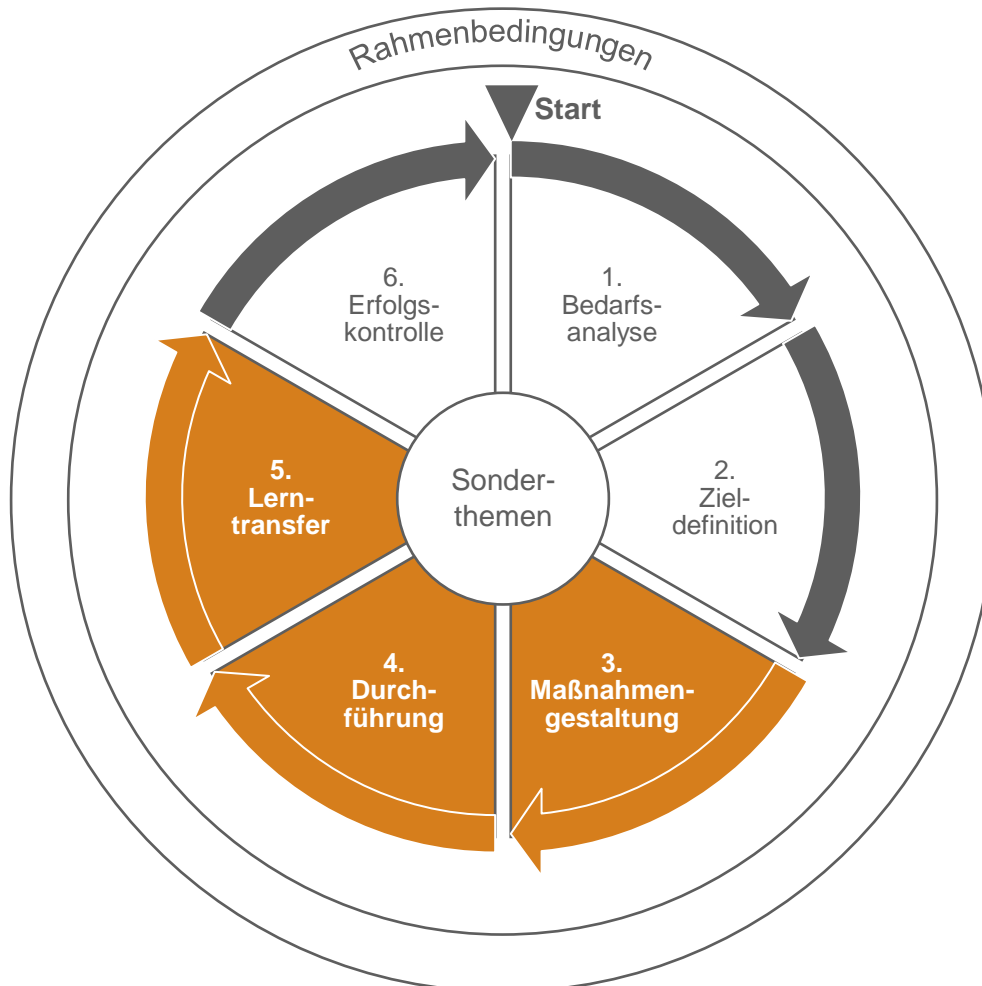 Rahmenbedingungen
Start
1.
Bedarfs-
analyse
2.
Ziel-
definition
3.
Maßnahmen-
gestaltung
4.
Durch-
führung
5.
Lern-
transfer
6.
Erfolgs-
kontrolle
Sonder-
themen